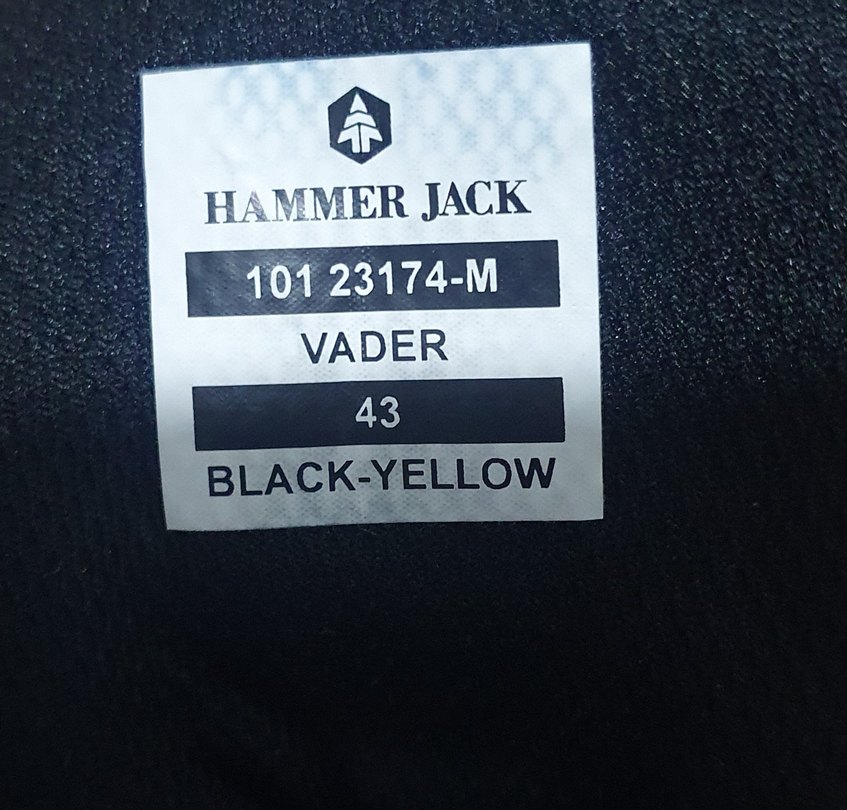 HAMMER JACK
101 23174-M
VADER
43
BLACK-YELLOW